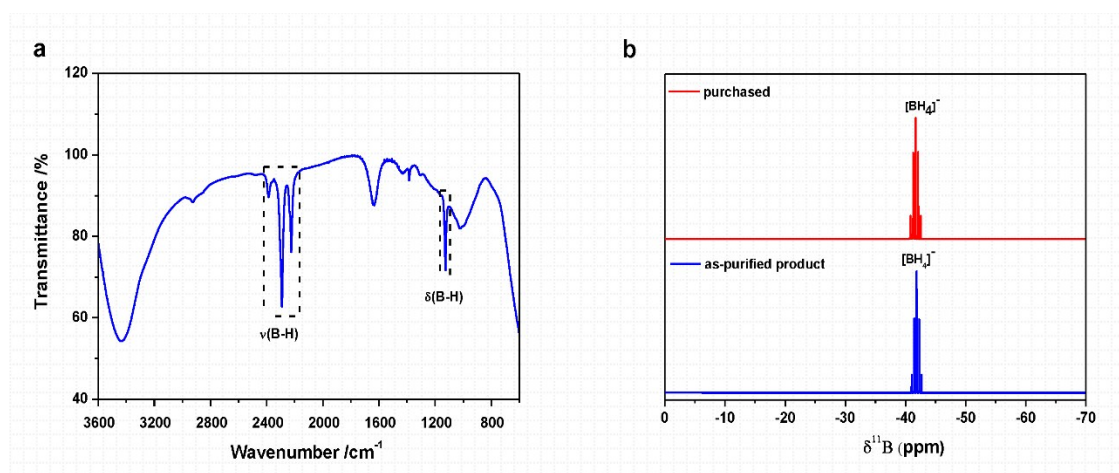 a
120
100
80
60
40
Transmittance /%
3600 3200 2800 2400 2000 1600 1200 800
Wavenumber /cm⁻¹
ν(B-H)
δ(B-H)
b
purchased
[BH₄]⁻
as-purified product
[BH₄]⁻
0 -10 -20 -30 -40 -50 -60 -70
δ¹¹B (ppm)